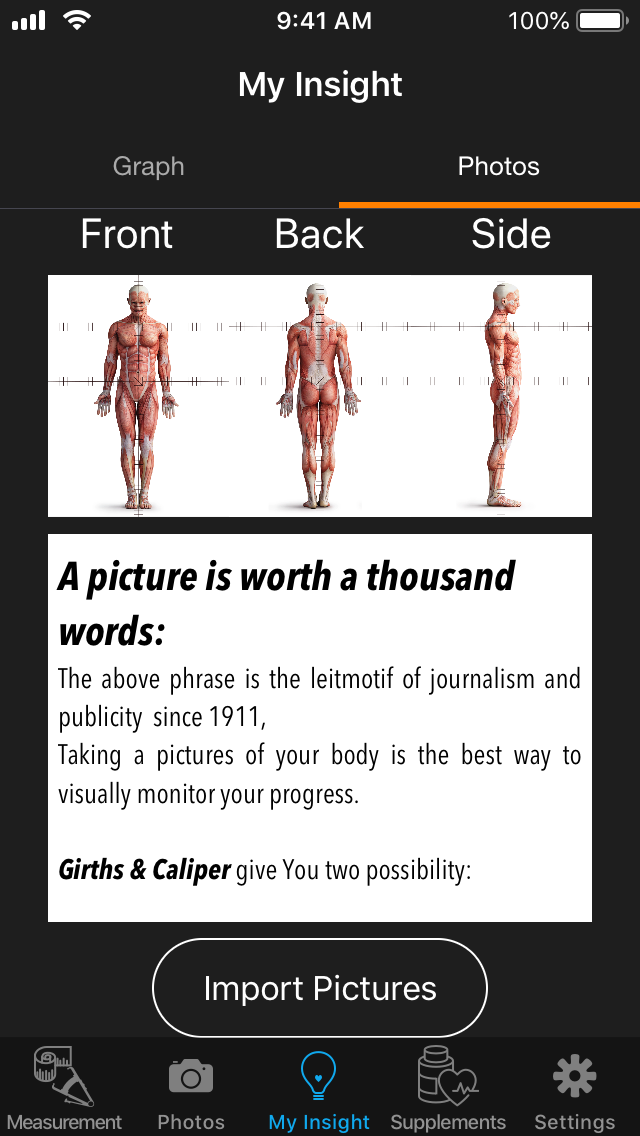 9:41 AM
100%
My Insight
Graph
Photos
Front
Back
Side
A picture is worth a thousand
words:
The above phrase is the leitmotif of journalism and
publicity since 1911,
Taking a pictures of your body is the best way to
visually monitor your progress.
Girths & Caliper give You two possibility:
Import Pictures
Measurement
Photos
My Insight
Supplements
Settings